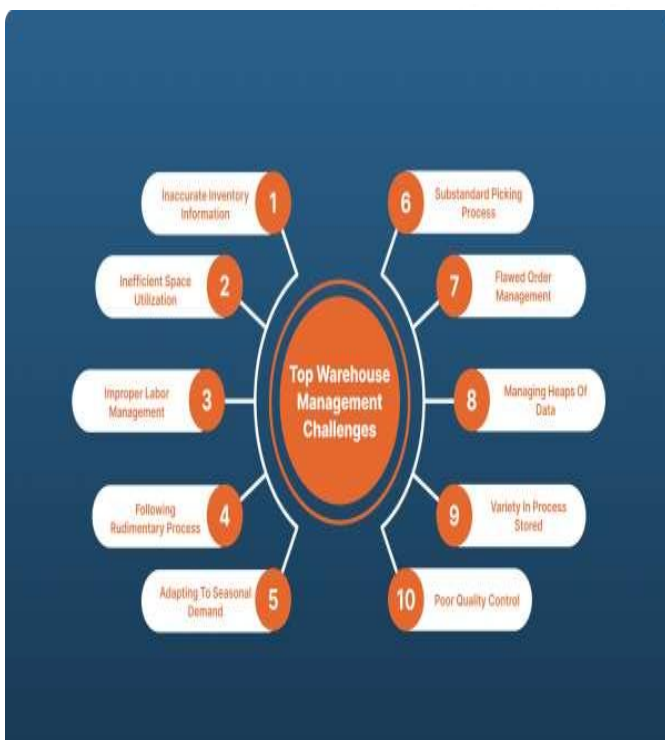 Top Warehouse
Management
Challenges
1
Inaccurate Inventory
Information
2
Inefficient Space
Utilization
3
Improper Labor
Management
4
Following
Rudimentary Process
5
Adapting To Seasonal
Demand
6
Substandard Picking
Process
7
Flawed Order
Management
8
Managing Heaps Of
Data
9
Variety In Process
Stored
10
Poor Quality Control